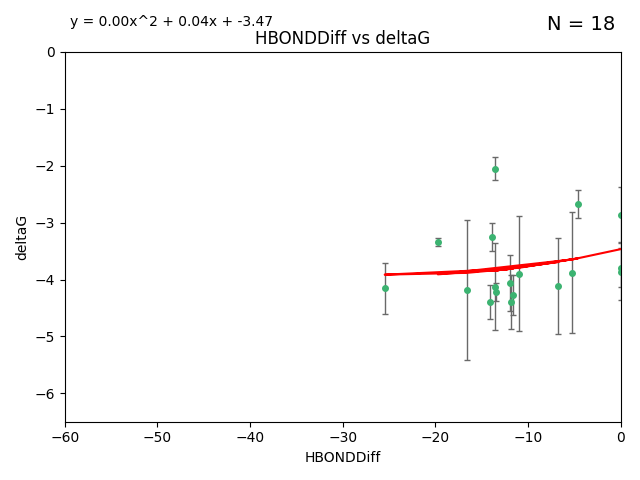 y = 0.00x^2 + 0.04x + -3.47
N = 18
HBONDDiff vs deltaG
0
−1
−2
−3
−4
−5
−6
deltaG
−60
−50
−40
−30
−20
−10
0
HBONDDiff